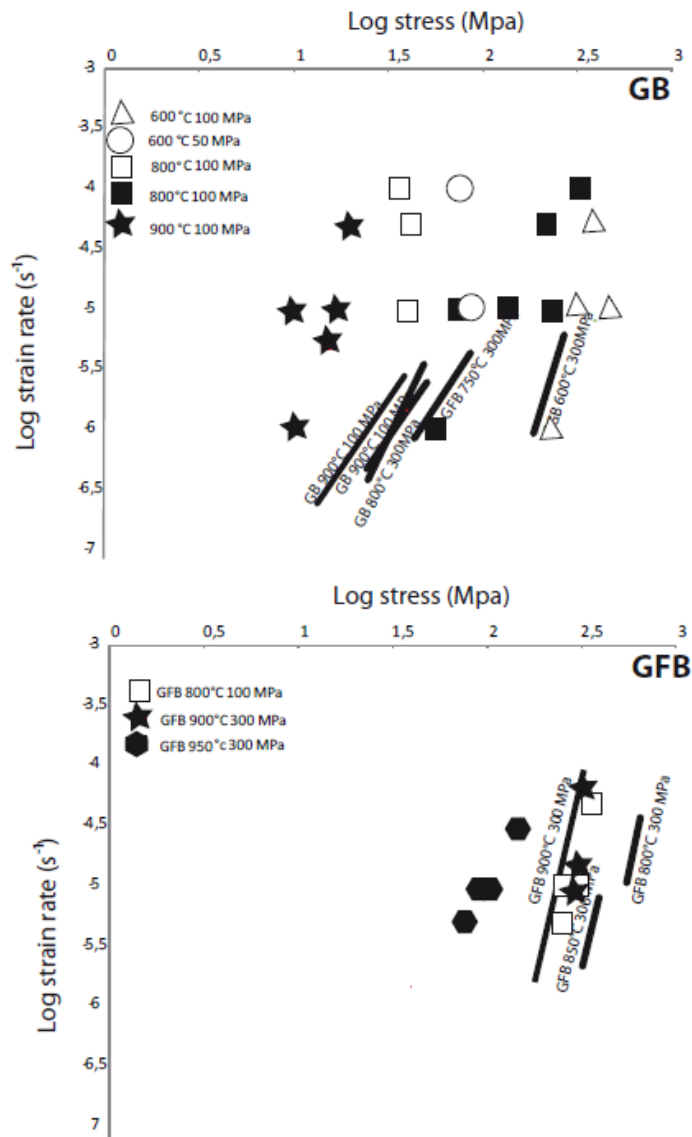 Log stress (Mpa)
0 0,5 1 1,5 2 2,5 3
GB
-3
-3,5
-4
-4,5
-5
-5,5
-6
-6,5
-7
Log strain rate (s⁻¹)
600°C 100 MPa
600°C 50 MPa
800°C 100 MPa
800°C 100 MPa
900°C 100 MPa
GB 900°C 100 MPa
GB 900°C 100 MP
GB 800°C 300MPa
GFB 750°C 300MPa
GB 600°C 300MPa
Log stress (Mpa)
0 0,5 1 1,5 2 2,5 3
GFB
-3
-3,5
-4
-4,5
-5
-5,5
-6
-6,5
7
Log strain rate (s⁻¹)
GFB 800°C 100 MPa
GFB 900°C 300 MPa
GFB 950°c 300 MPa
GFB 900°C 300 MPa
GFB 850°C 300MPa
GFB 800°C 300 MPa